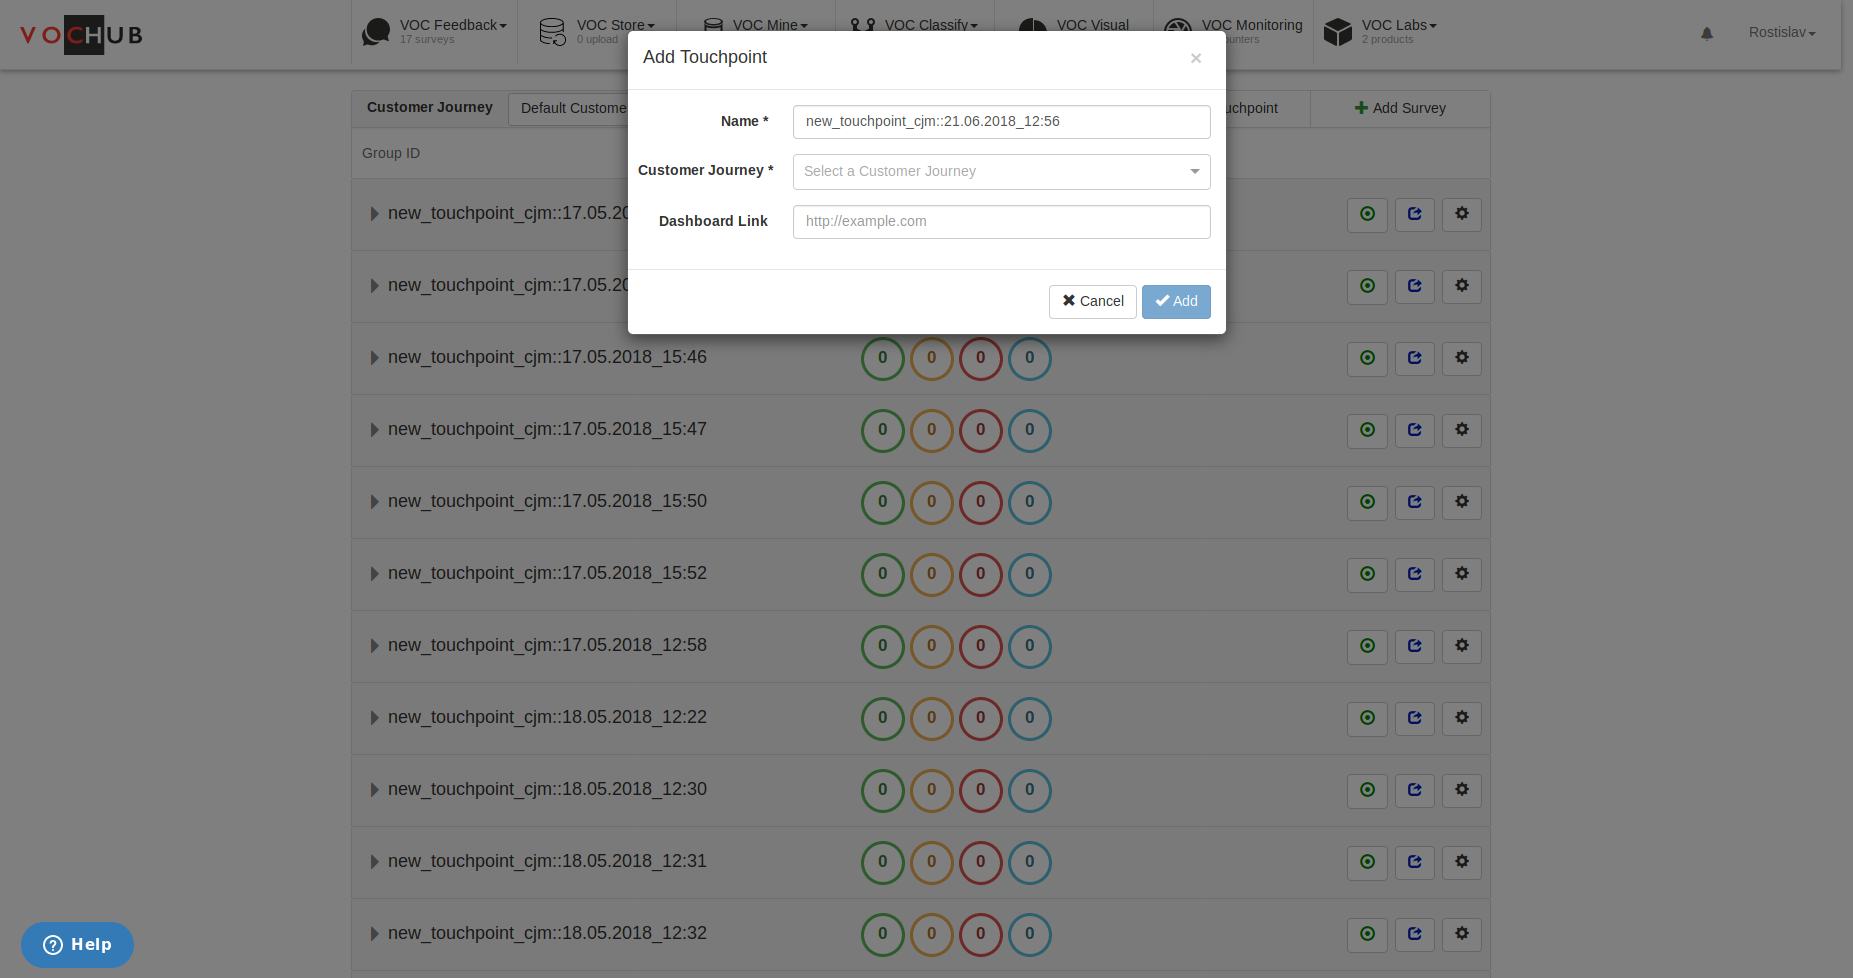 VOCHUB
VOC Feedback
17 surveys
VOC Store
0 upload
VOC Mine
VOC Classify
VOC Visual
VOC Monitoring
VOC Labs
2 products
Rostislav
Add Touchpoint
×
Customer Journey
Default Custome
Add Survey
Name *
new_touchpoint_cjm::21.06.2018_12:56
Group ID
Customer Journey *
Select a Customer Journey
Dashboard Link
http://example.com
new_touchpoint_cjm::17.05.20
new_touchpoint_cjm::17.05.20
Cancel
Add
new_touchpoint_cjm::17.05.2018_15:46 0 0 0 0
new_touchpoint_cjm::17.05.2018_15:47 0 0 0 0
new_touchpoint_cjm::17.05.2018_15:50 0 0 0 0
new_touchpoint_cjm::17.05.2018_15:52 0 0 0 0
new_touchpoint_cjm::17.05.2018_12:58 0 0 0 0
new_touchpoint_cjm::18.05.2018_12:22 0 0 0 0
new_touchpoint_cjm::18.05.2018_12:30 0 0 0 0
new_touchpoint_cjm::18.05.2018_12:31 0 0 0 0
new_touchpoint_cjm::18.05.2018_12:32 0 0 0 0
Help